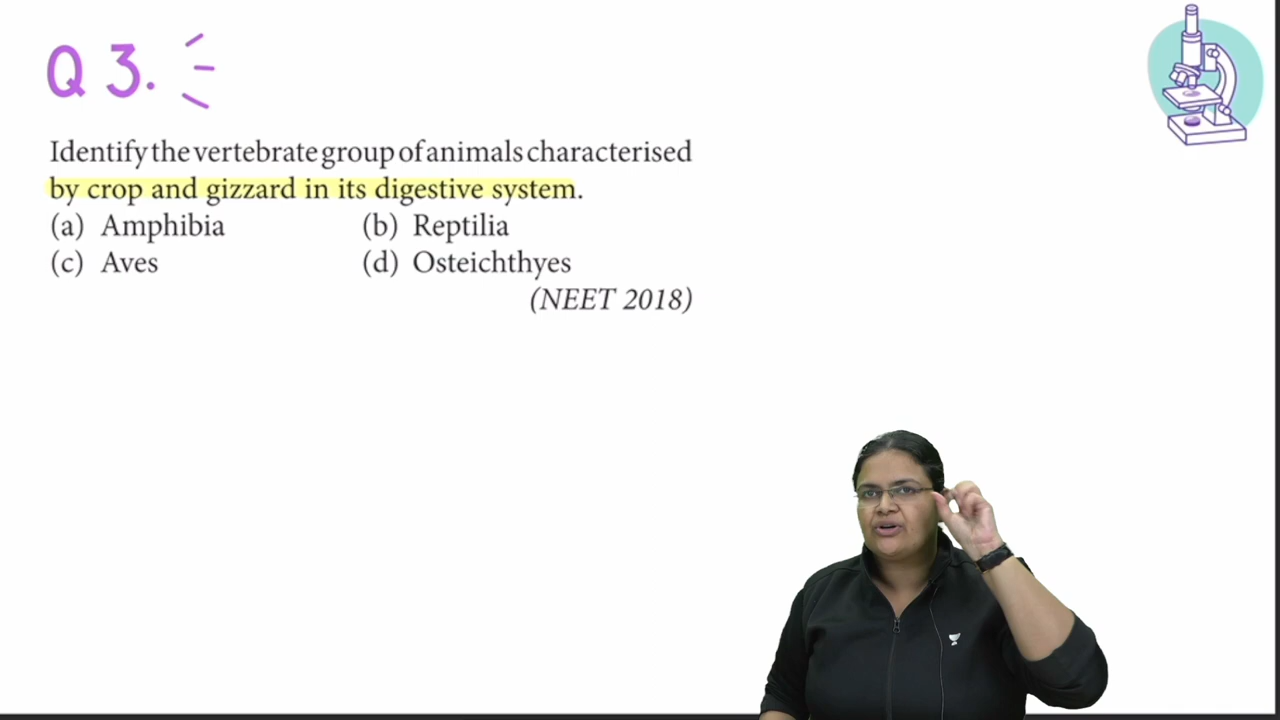 Q 3.
Identify the vertebrate group of animals characterised
by crop and gizzard in its digestive system.
(a) Amphibia (b) Reptilia
(c) Aves (d) Osteichthyes
(NEET 2018)